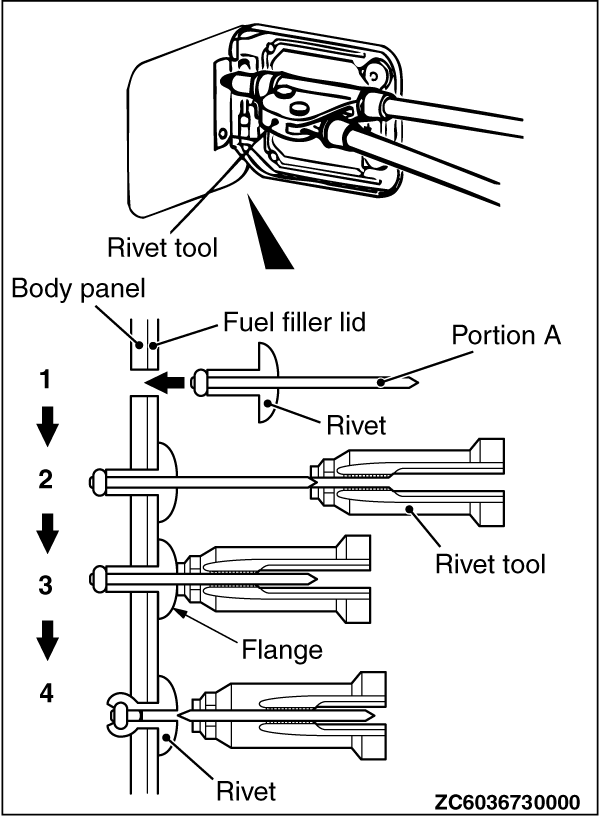 Rivet tool
Body panel
Fuel filler lid
Portion A
1
Rivet
2
Rivet tool
3
Flange
4
Rivet
ZC6036730000